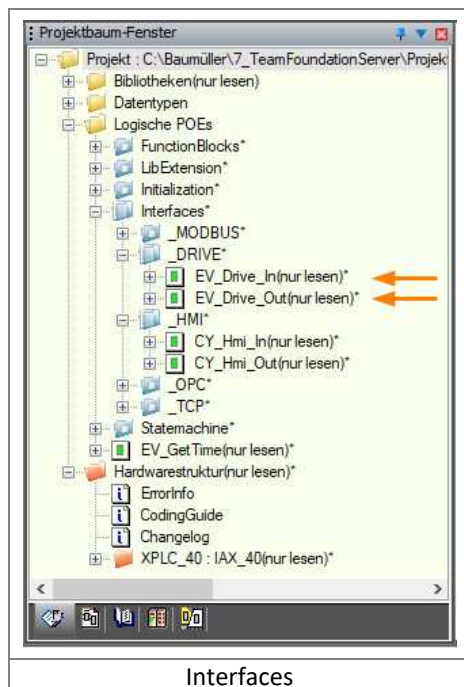 Projektbaum-Fenster
Projekt : C:\Baumüller\7_TeamFoundationServer\Projek
Bibliotheken(nur lesen)
Datentypen
Logische POEs
FunctionBlocks*
LibExtension*
Initialization*
Interfaces*
_MODBUS*
_DRIVE*
EV_Drive_In(nur lesen)*
EV_Drive_Out(nur lesen)*
_HMI*
CY_Hmi_In(nur lesen)*
CY_Hmi_Out(nur lesen)*
_OPC*
_TCP*
Statemachine*
EV_GetTime(nur lesen)*
Hardwarestruktur(nur lesen)*
ErrorInfo
CodingGuide
Changelog
XPLC_40 : IAX_40(nur lesen)*
Interfaces